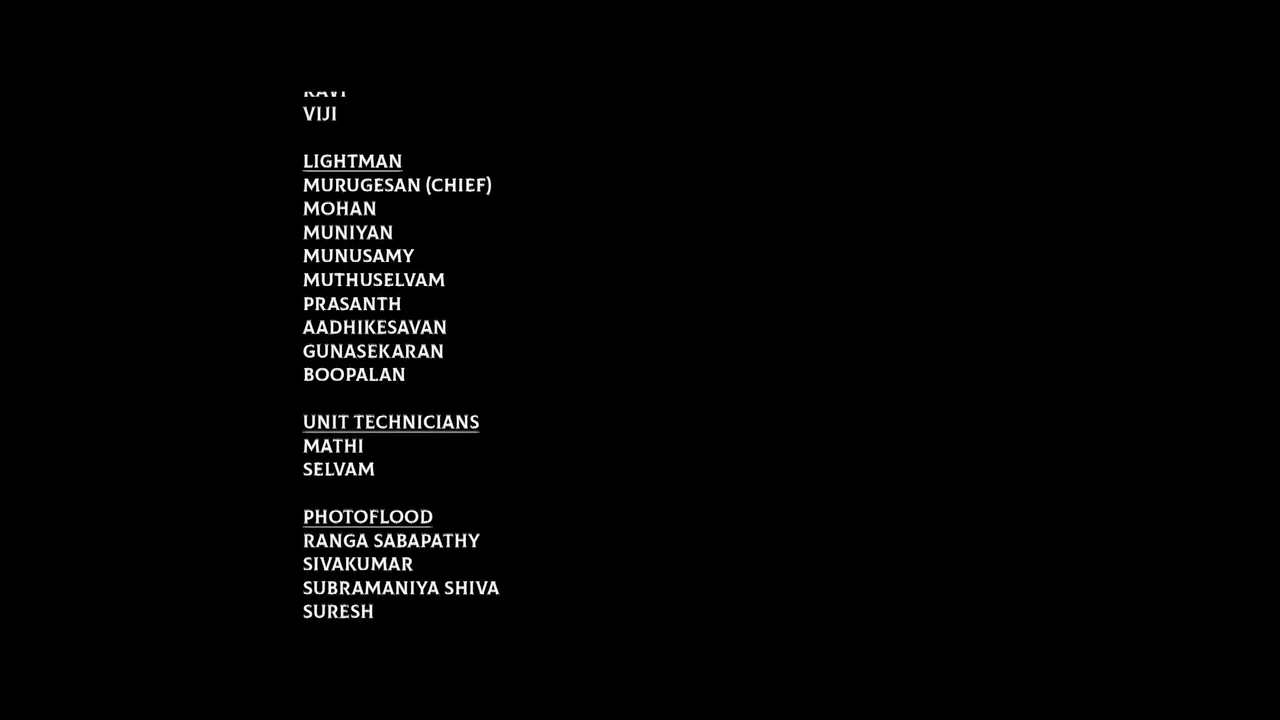 RAVI
VIJI
LIGHTMAN
MURUGESAN (CHIEF)
MOHAN
MUNIYAN
MUNUSAMY
MUTHUSELVAM
PRASANTH
AADHIKESAVAN
GUNASEKARAN
BOOPALAN
UNIT TECHNICIANS
MATHI
SELVAM
PHOTOFLOOD
RANGA SABAPATHY
SIVAKUMAR
SUBRAMANIYA SHIVA
SURESH